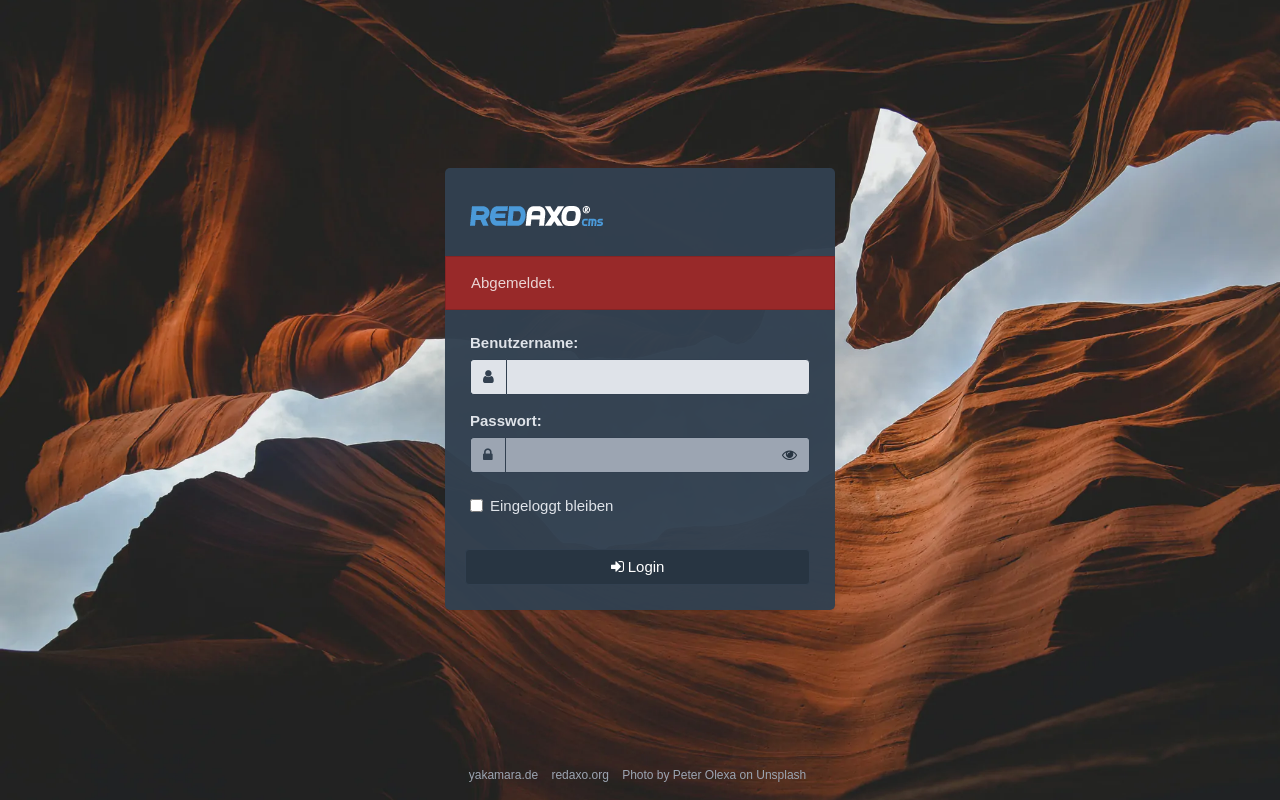 REDAXO® cms
Abgemeldet.
Benutzername:
Passwort:
Eingeloggt bleiben
Login
yakamara.de redaxo.org Photo by Peter Olexa on Unsplash